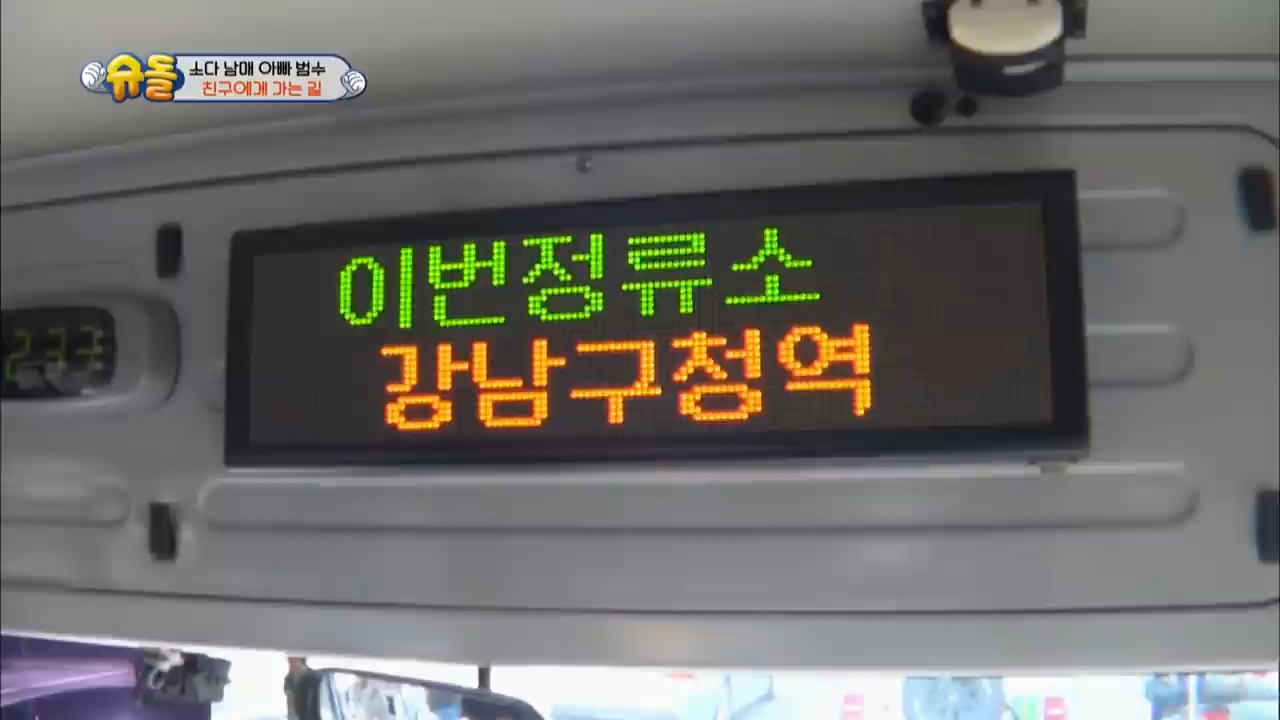 슈돌
소다 남매 아빠 범수
친구에게 가는 길
이번정류소
강남구청역